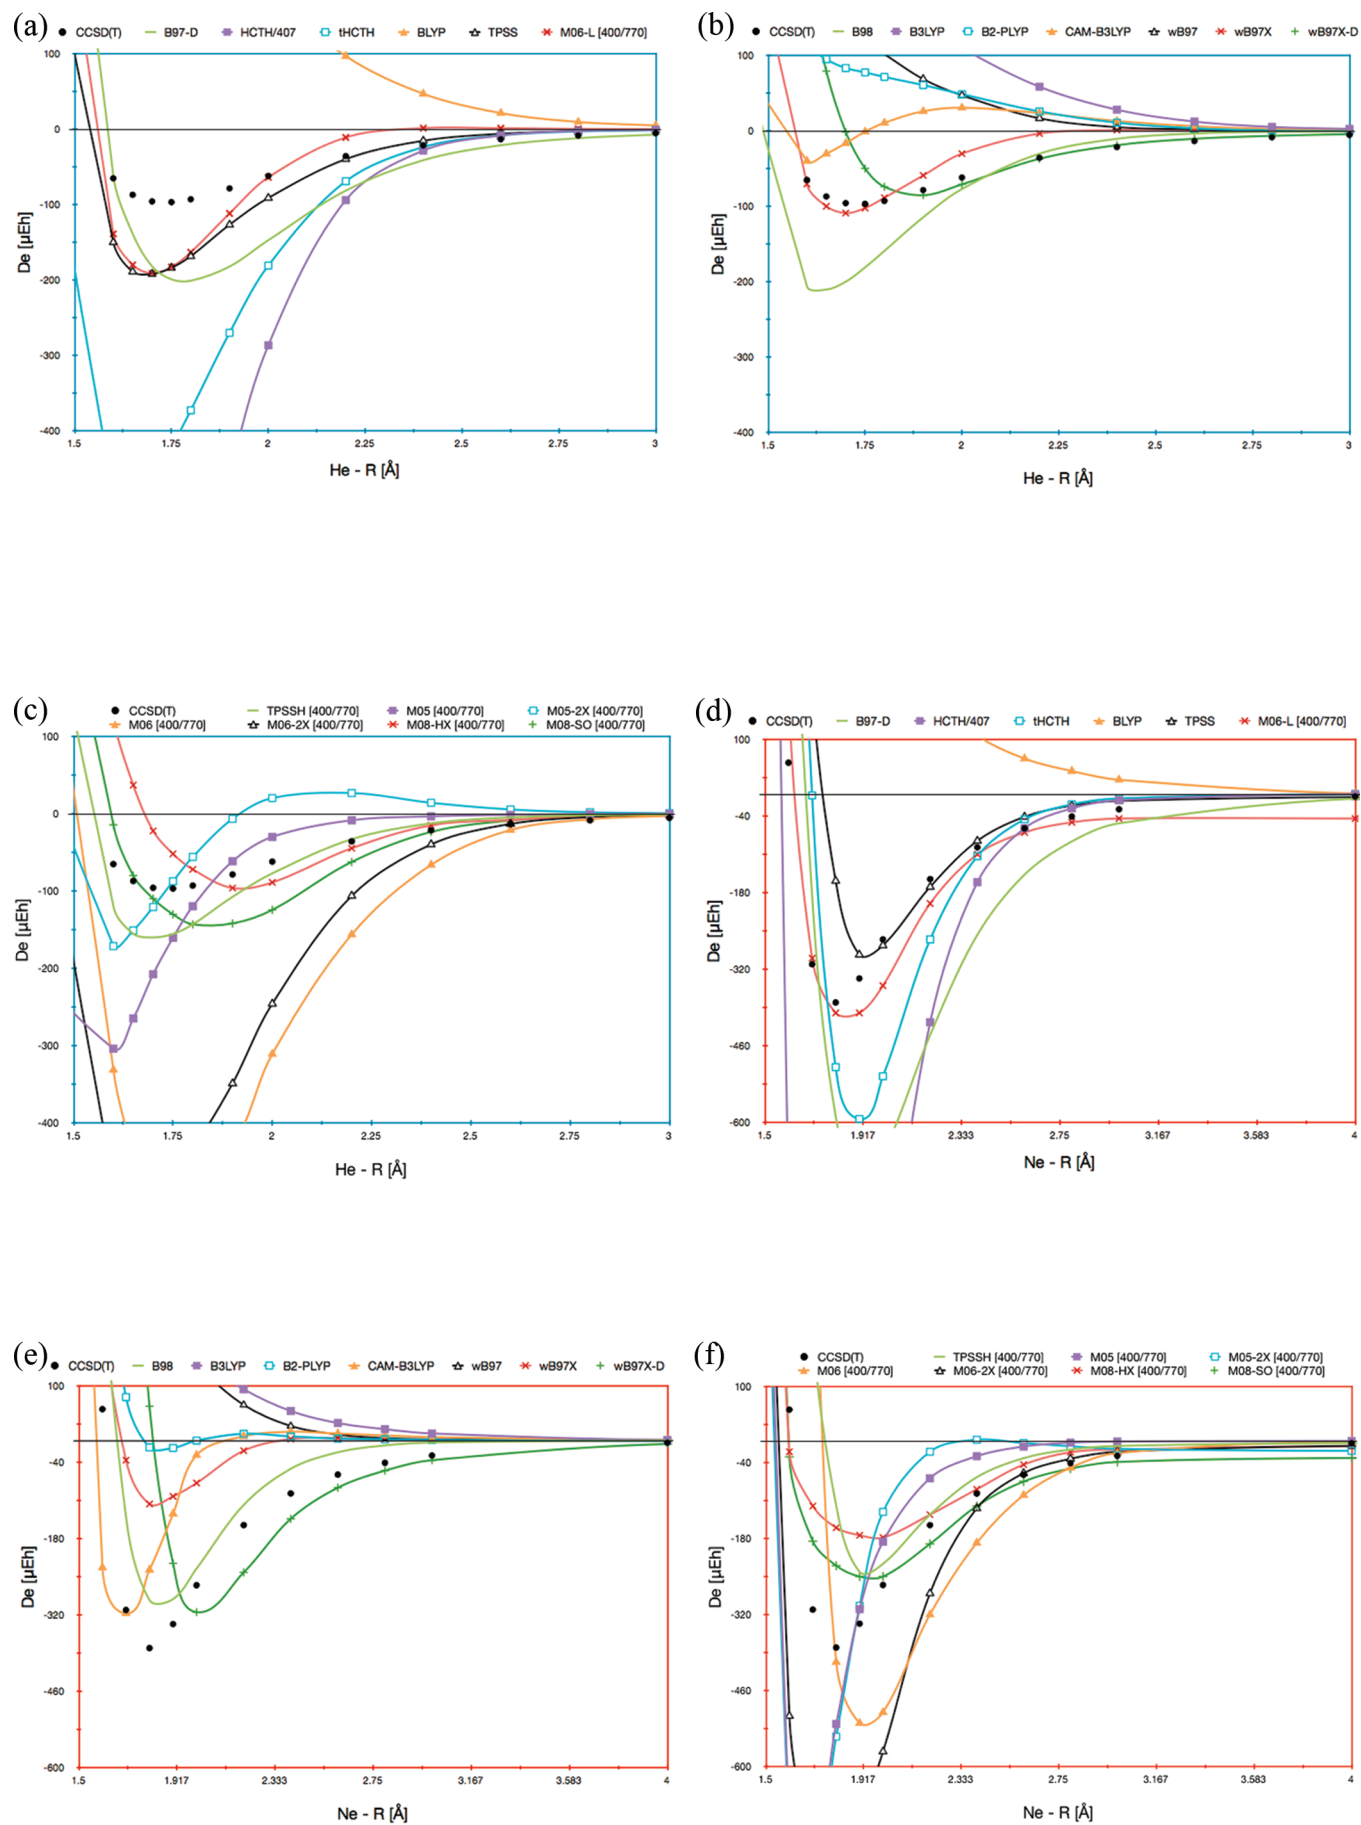 (a)
CCSD(T) B97-D HCTH/407 tHCTH BLYP TPSS M06-L [400/770]
100
0
-100
-200
-300
-400
De [µEh]
1.5 1.75 2 2.25 2.5 2.75 3
He - R [Å]
(b)
CCSD(T) B98 B3LYP B2-PLYP CAM-B3LYP wB97 wB97X wB97X-D
100
0
-100
-200
-300
-400
De [µEh]
1.5 1.75 2 2.25 2.5 2.75 3
He - R [Å]
(c)
CCSD(T) TPSSH [400/770] M05 [400/770] M05-2X [400/770]
M06 [400/770] M06-2X [400/770] M08-HX [400/770] M08-SO [400/770]
100
0
-100
-200
-300
-400
De [µEh]
1.5 1.75 2 2.25 2.5 2.75 3
He - R [Å]
(d)
CCSD(T) B97-D HCTH/407 tHCTH BLYP TPSS M06-L [400/770]
100
-40
-180
-320
-460
-600
De [µEh]
1.5 1.917 2.333 2.75 3.167 3.583 4
Ne - R [Å]
(e)
CCSD(T) B98 B3LYP B2-PLYP CAM-B3LYP wB97 wB97X wB97X-D
100
-40
-180
-320
-460
-600
De [µEh]
1.5 1.917 2.333 2.75 3.167 3.583 4
Ne - R [Å]
(f)
CCSD(T) TPSSH [400/770] M05 [400/770] M05-2X [400/770]
M06 [400/770] M06-2X [400/770] M08-HX [400/770] M08-SO [400/770]
100
-40
-180
-320
-460
-600
De [µEh]
1.5 1.917 2.333 2.75 3.167 3.583 4
Ne - R [Å]